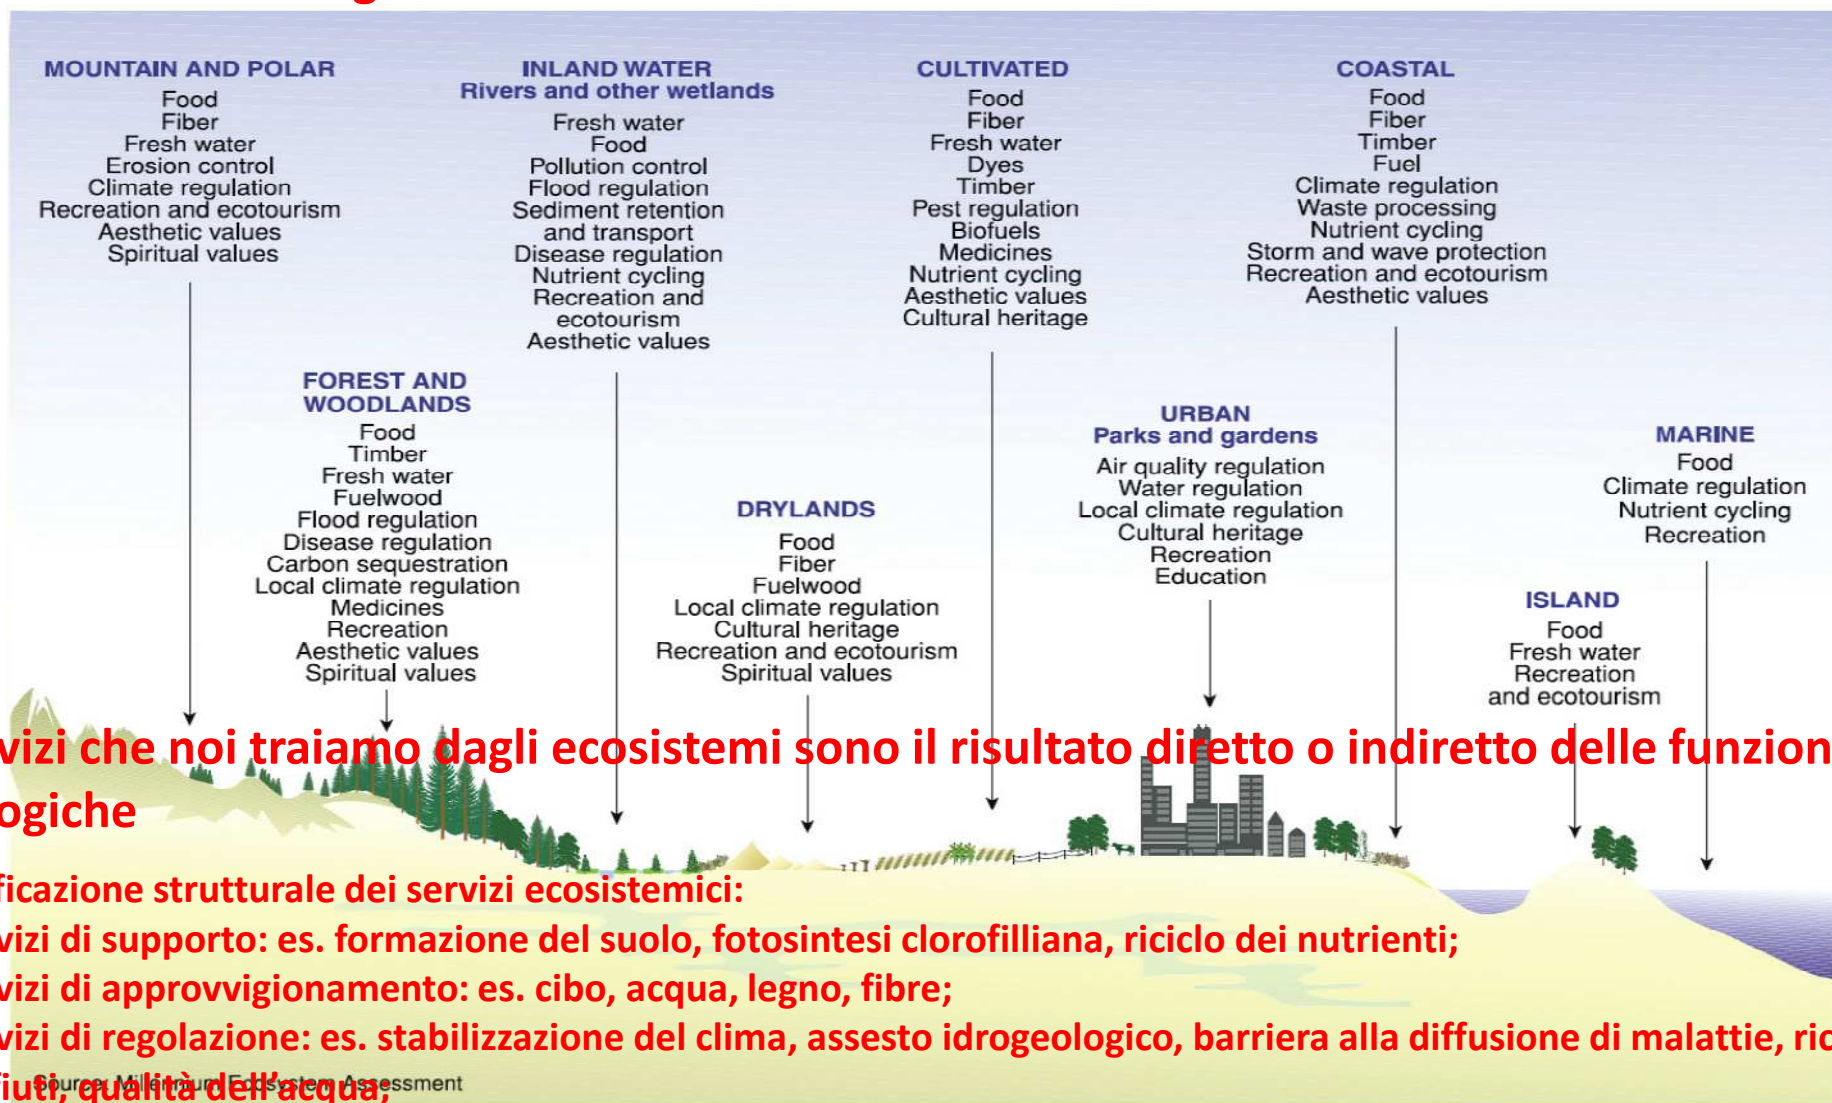 MOUNTAIN AND POLAR
Food
Fiber
Fresh water
Erosion control
Climate regulation
Recreation and ecotourism
Aesthetic values
Spiritual values
INLAND WATER
Rivers and other wetlands
Fresh water
Food
Pollution control
Flood regulation
Sediment retention
and transport
Disease regulation
Nutrient cycling
Recreation and
ecotourism
Aesthetic values
CULTIVATED
Food
Fiber
Fresh water
Dyes
Timber
Pest regulation
Biofuels
Medicines
Nutrient cycling
Aesthetic values
Cultural heritage
COASTAL
Food
Fiber
Timber
Fuel
Climate regulation
Waste processing
Nutrient cycling
Storm and wave protection
Recreation and ecotourism
Aesthetic values
FOREST AND
WOODLANDS
Food
Timber
Fresh water
Fuelwood
Flood regulation
Disease regulation
Carbon sequestration
Local climate regulation
Medicines
Recreation
Aesthetic values
Spiritual values
DRYLANDS
Food
Fiber
Fuelwood
Local climate regulation
Cultural heritage
Recreation and ecotourism
Spiritual values
URBAN
Parks and gardens
Air quality regulation
Water regulation
Local climate regulation
Cultural heritage
Recreation
Education
MARINE
Food
Climate regulation
Nutrient cycling
Recreation
ISLAND
Food
Fresh water
Recreation
and ecotourism
vizi che noi traiamo dagli ecosistemi sono il risultato diretto o indiretto delle funzion
ogiche
ficazione strutturale dei servizi ecosistemici:
vizi di supporto: es. formazione del suolo, fotosintesi clorofilliana, riciclo dei nutrienti;
vizi di approvvigionamento: es. cibo, acqua, legno, fibre;
vizi di regolazione: es. stabilizzazione del clima, assesto idrogeologico, barriera alla diffusione di malattie, ric
fiuti, qualità dell'acqua;
Source: Millennium Ecosystem Assessment